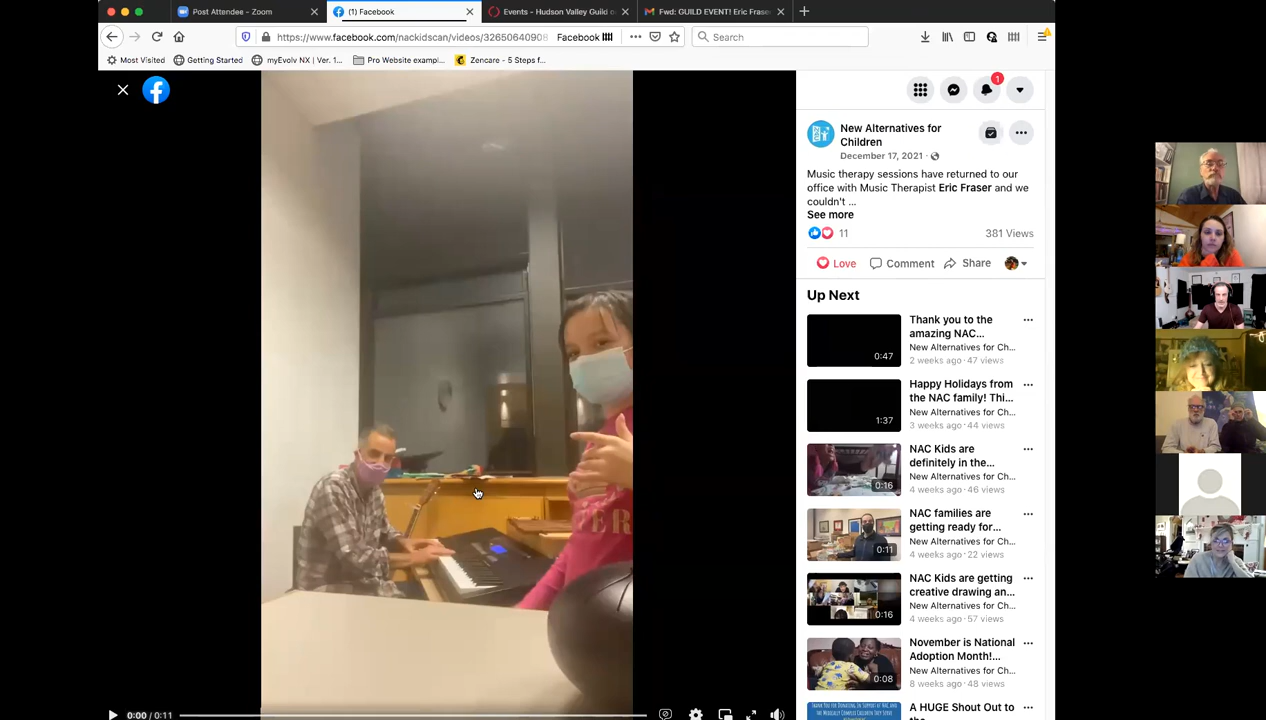 Post Attendee - Zoom
(1) Facebook
Events - Hudson Valley Guild o
Fwd: GUILD EVENT! Eric Fraser
https://www.facebook.com/nackidscan/videos/32650640908
Facebook
Search
Most Visited
Getting Started
myEvolv NX | Ver. 1...
Pro Website exampl...
Zencare - 5 Steps f...
1
New Alternatives for
Children
December 17, 2021
Music therapy sessions have returned to our
office with Music Therapist Eric Fraser and we
couldn't ...
See more
11
381 Views
Love
Comment
Share
Up Next
Thank you to the
amazing NAC...
New Alternatives for Ch...
2 weeks ago · 47 views
0:47
Happy Holidays from
the NAC family! Thi...
New Alternatives for Ch...
3 weeks ago · 44 views
1:37
NAC Kids are
definitely in the...
New Alternatives for Ch...
4 weeks ago · 46 views
0:16
NAC families are
getting ready for...
New Alternatives for Ch...
4 weeks ago · 22 views
0:11
NAC Kids are getting
creative drawing an...
New Alternatives for Ch...
4 weeks ago · 57 views
0:16
November is National
Adoption Month!...
New Alternatives for Ch...
8 weeks ago · 48 views
0:08
A HUGE Shout Out to
0:00 / 0:11